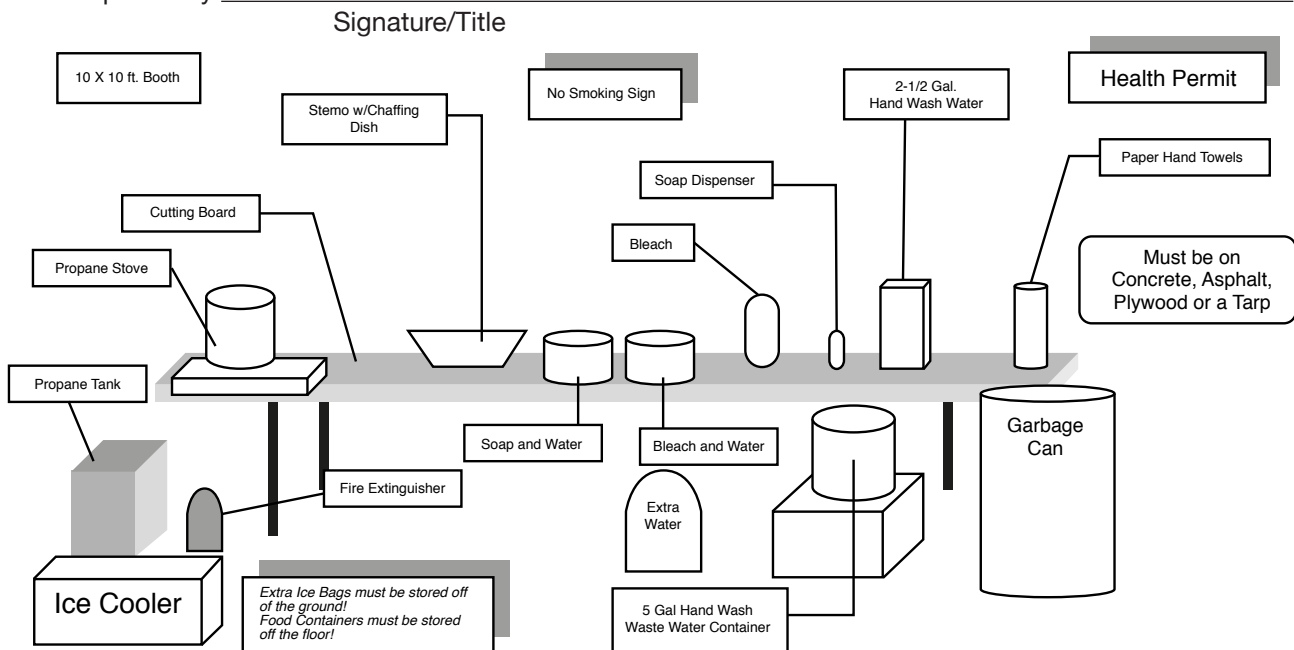 Signature/Title
10 X 10 ft. Booth
No Smoking Sign
2-1/2 Gal.
Hand Wash Water
Health Permit
Sterno w/Chaffing
Dish
Paper Hand Towels
Soap Dispenser
Cutting Board
Bleach
Propane Stove
Must be on
Concrete, Asphalt,
Plywood or a Tarp
Propane Tank
Soap and Water
Bleach and Water
Garbage
Can
Fire Extinguisher
Extra
Water
Ice Cooler
Extra Ice Bags must be stored off
of the ground!
Food Containers must be stored
off the floor!
5 Gal Hand Wash
Waste Water Container